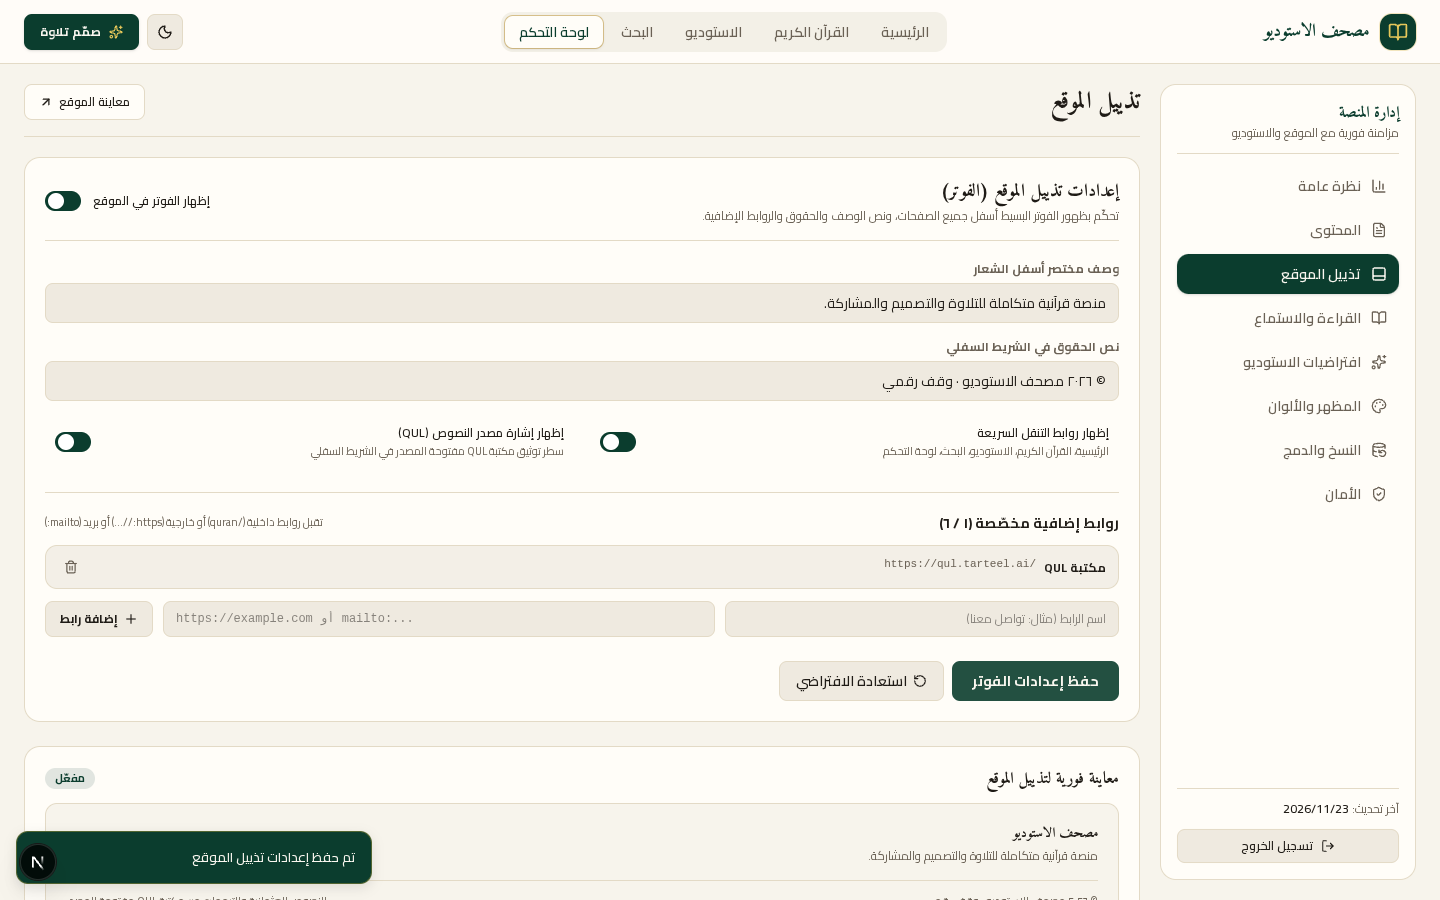 مصحف الاستوديو
الرئيسية
القرآن الكريم
الاستوديو
البحث
لوحة التحكم
صمّم تلاوة
إدارة المنصة
مزامنة فورية مع الموقع والاستوديو
نظرة عامة
المحتوى
تذييل الموقع
القراءة والاستماع
افتراضيات الاستوديو
المظهر والألوان
النسخ والدمج
الأمان
آخر تحديث: 2026/11/23
تسجيل الخروج
تذييل الموقع
معاينة الموقع
إعدادات تذييل الموقع (الفوتر)
تحكّم بظهور الفوتر البسيط أسفل جميع الصفحات، ونص الوصف والحقوق والروابط الإضافية.
إظهار الفوتر في الموقع
وصف مختصر أسفل الشعار
منصة قرآنية متكاملة للتلاوة والتصميم والمشاركة.
نص الحقوق في الشريط السفلي
© ٢٠٢٦ مصحف الاستوديو · وقف رقمي
إظهار روابط التنقل السريعة
الرئيسية، القرآن الكريم، الاستوديو، البحث، لوحة التحكم
إظهار إشارة مصدر النصوص (QUL)
سطر توثيق مكتبة QUL مفتوحة المصدر في الشريط السفلي
روابط إضافية مخصّصة (١ / ٦)
تقبل روابط داخلية (/quran) أو خارجية (https://...) أو بريد (mailto:)
مكتبة QUL
https://qul.tarteel.ai/
اسم الرابط (مثال: تواصل معنا)
https://example.com أو mailto:...
إضافة رابط
حفظ إعدادات الفوتر
استعادة الافتراضي
معاينة فورية لتذييل الموقع
مفعّل
مصحف الاستوديو
منصة قرآنية متكاملة للتلاوة والتصميم والمشاركة.
تم حفظ إعدادات تذييل الموقع
N